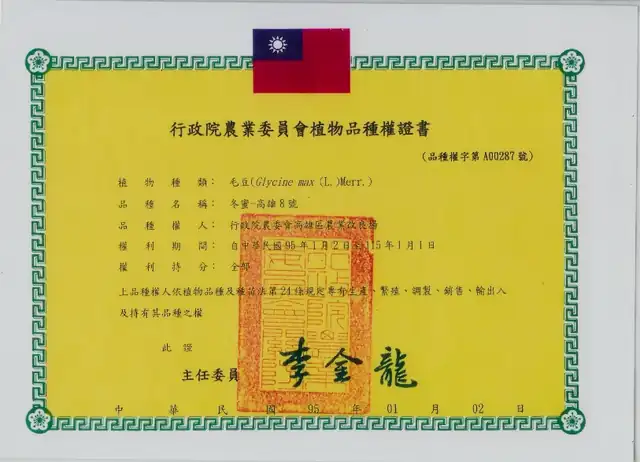 行政院農業委員會植物品種權證書
(品種權字第A00287號)
植物種類：毛豆(Glycine max (L.)Merr.)
品種名稱：冬蜜-高雄8號
品種權人：行政院農委會高雄區農業改良場
權利期間：自中華民國95年1月2日至115年1月1日
權利持分：全部
上品種權人依植物品種及種苗法第24條規定專有生產、繁殖、調製、銷售、輸出入
及持有其品種之權
此證
主任委員
李金龍
中華民國95年01月02日